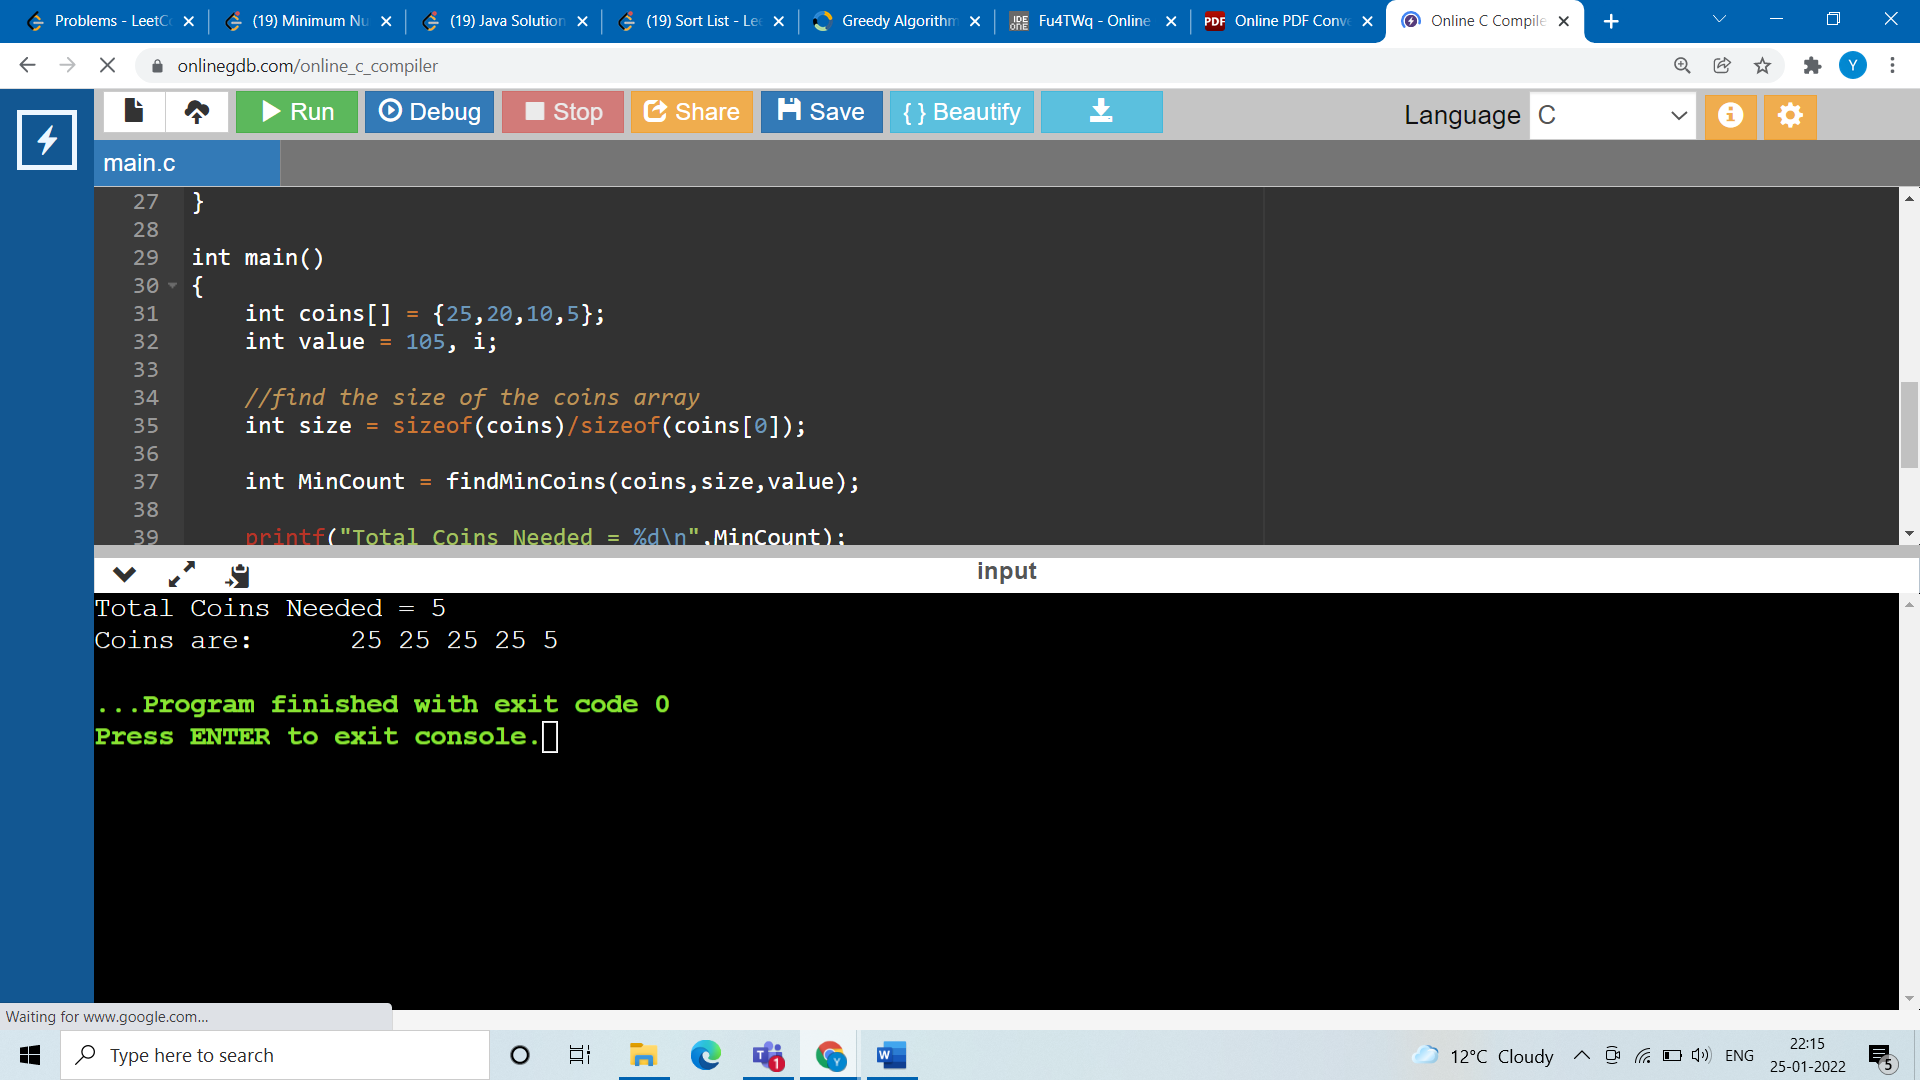 Problems - LeetC
(19) Minimum Nu
(19) Java Solution
(19) Sort List - Le
Greedy Algorithm
Fu4TWq - Online
PDF Online PDF Conve
Online C Compile
onlinegdb.com/online_c_compiler
Y
Run
Debug
Stop
Share
Save
{ } Beautify
Language C
main.c
27 }
28
29 int main()
30 {
31 int coins[] = {25,20,10,5};
32 int value = 105, i;
33
34 //find the size of the coins array
35 int size = sizeof(coins)/sizeof(coins[0]);
36
37 int MinCount = findMinCoins(coins,size,value);
38
39 printf("Total Coins Needed = %d\n",MinCount);
input
Total Coins Needed = 5
Coins are: 25 25 25 25 5
...Program finished with exit code 0
Press ENTER to exit console.
Waiting for www.google.com...
Type here to search
1
Y
W
12°C Cloudy
ENG
22:15
25-01-2022
5